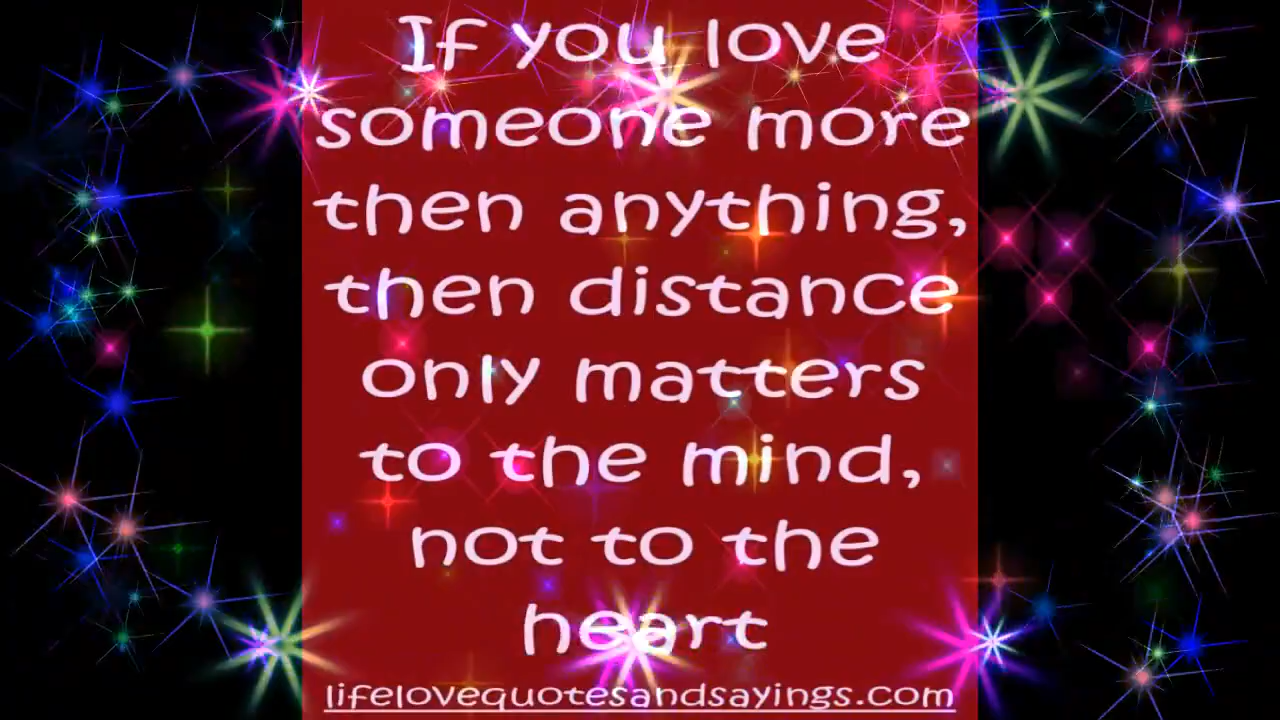 If you love
someone more
then anything,
then distance
only matters
to the mind,
not to the
heart
lifelovequotesandsayings.com